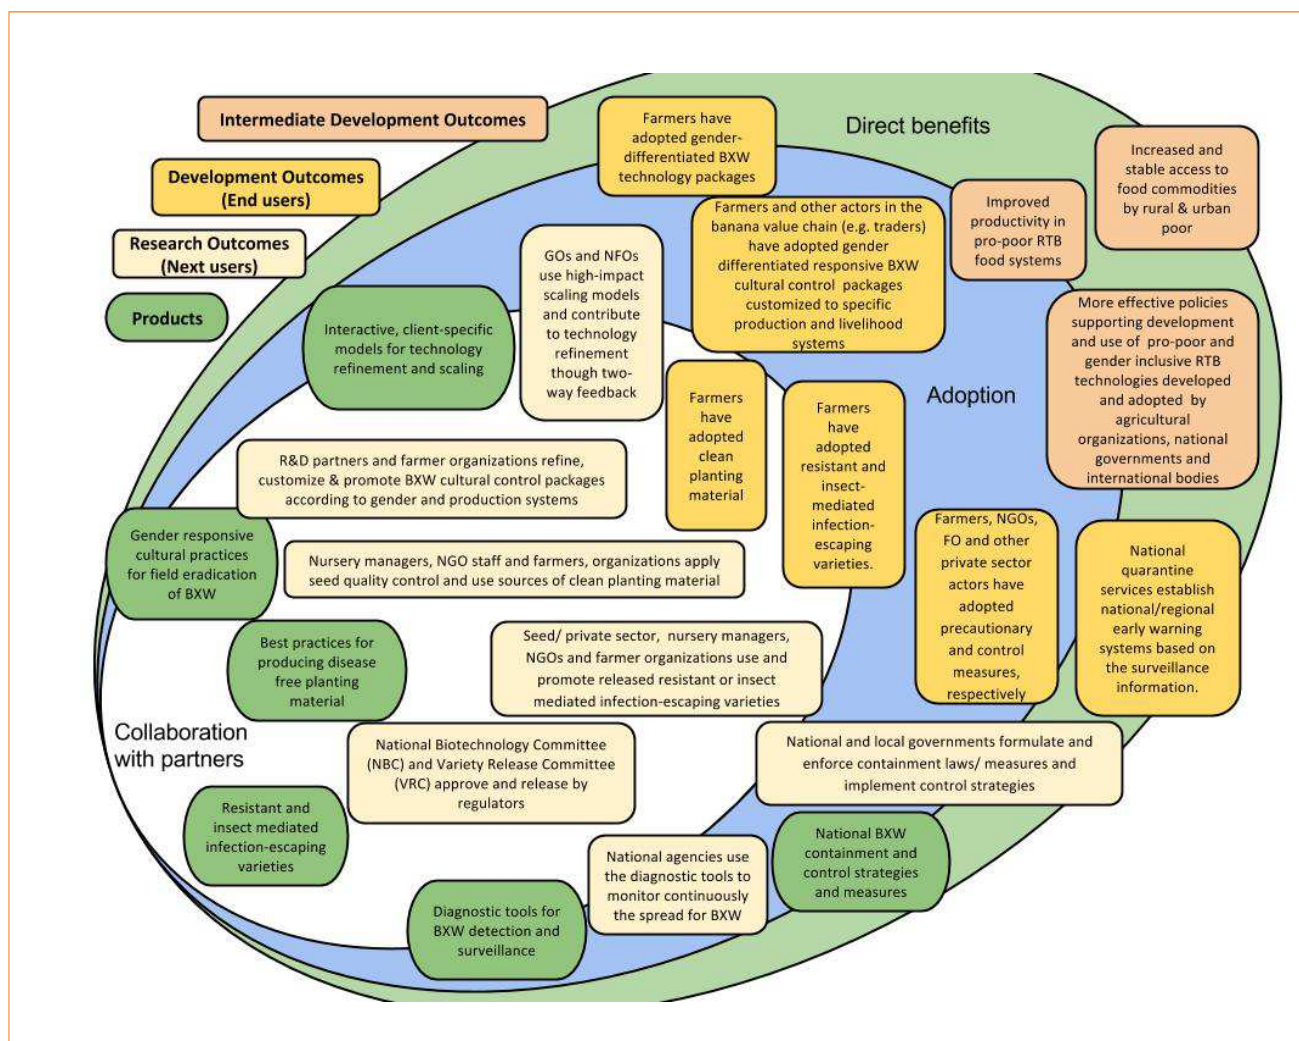 Intermediate Development Outcomes
Development Outcomes
(End users)
Research Outcomes
(Next users)
Products
Farmers have
adopted gender-
differentiated BXW
technology packages
Direct benefits
Increased and
stable access to
food commodities
by rural & urban
poor
Improved
productivity in
pro-poor RTB
food systems
Farmers and other actors in the
banana value chain (e.g. traders)
have adopted gender
differentiated responsive BXW
cultural control packages
customized to specific
production and livelihood
systems
GOs and NFOs
use high-impact
scaling models
and contribute
to technology
refinement
though two-
way feedback
Interactive, client-specific
models for technology
refinement and scaling
More effective policies
supporting development
and use of pro-poor and
gender inclusive RTB
technologies developed
and adopted by
agricultural
organizations, national
governments and
international bodies
Adoption
Farmers
have
adopted
clean
planting
material
Farmers
have
adopted
resistant and
insect-
mediated
infection-
escaping
varieties.
R&D partners and farmer organizations refine,
customize & promote BXW cultural control packages
according to gender and production systems
Gender responsive
cultural practices
for field eradication
of BXW
Nursery managers, NGO staff and farmers, organizations apply
seed quality control and use sources of clean planting material
Farmers, NGOs,
FO and other
private sector
actors have
adopted
precautionary
and control
measures,
respectively
National
quarantine
services establish
national/regional
early warning
systems based on
the surveillance
information.
Best practices for
producing disease
free planting
material
Seed/ private sector, nursery managers,
NGOs and farmer organizations use and
promote released resistant or insect
mediated infection-escaping varieties
Collaboration
with partners
National Biotechnology Committee
(NBC) and Variety Release Committee
(VRC) approve and release by
regulators
National and local governments formulate and
enforce containment laws/ measures and
implement control strategies
Resistant and
insect mediated
infection-escaping
varieties
National agencies use
the diagnostic tools to
monitor continuously
the spread for BXW
National BXW
containment and
control strategies
and measures
Diagnostic tools for
BXW detection and
surveillance